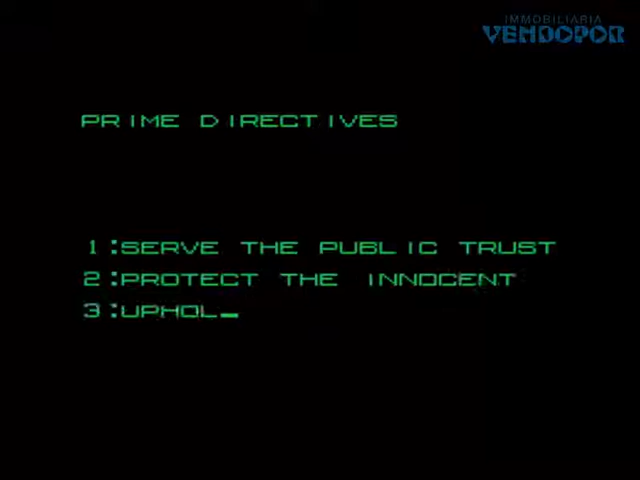 IMMOBILIARIA
VENDOPOR
PRIME DIRECTIVES
1:SERVE THE PUBLIC TRUST
2:PROTECT THE INNOCENT
3:UPHOL_